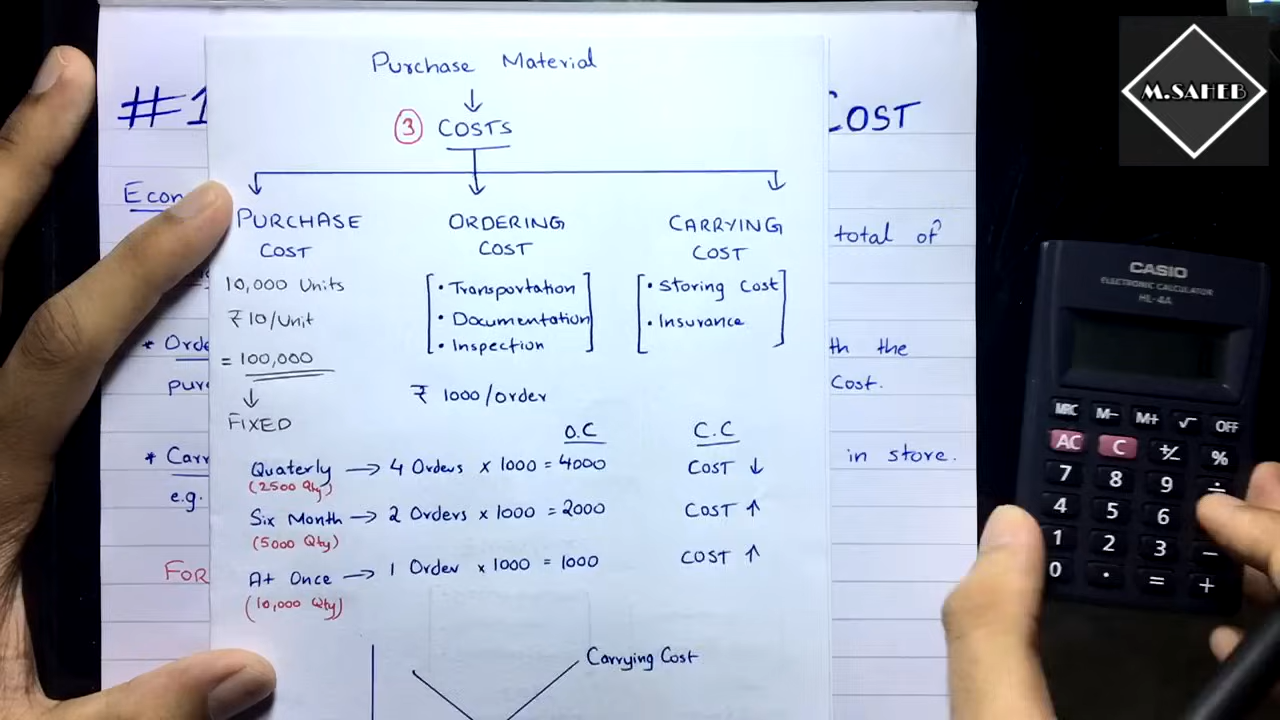 Purchase Material
③ COSTS
#1
COST
Econ
total of
PURCHASE COST
10,000 Units
₹10/Unit
= 100,000
FIXED
ORDERING COST
• Transportation
• Documentation
• Inspection
₹ 1000/order
CARRYING COST
• Storing Cost
• Insurance
* Orde
th the
pur
Cost.
* Carr
in store.
e.g.
FOR
O.C
C.C
Quaterly → 4 Orders x 1000 = 4000 COST ↓
(2500 Qty)
Six Month → 2 Orders x 1000 = 2000 COST ↑
(5000 Qty)
At Once → 1 Order x 1000 = 1000 COST ↑
(10,000 Qty)
Carrying Cost
M.SAHEB
CASIO
ELECTRONIC CALCULATOR
HL-4A
MRC M- M+ √ OFF
AC C +/- %
7 8 9 ÷
4 5 6
1 2 3 -
0 . = +